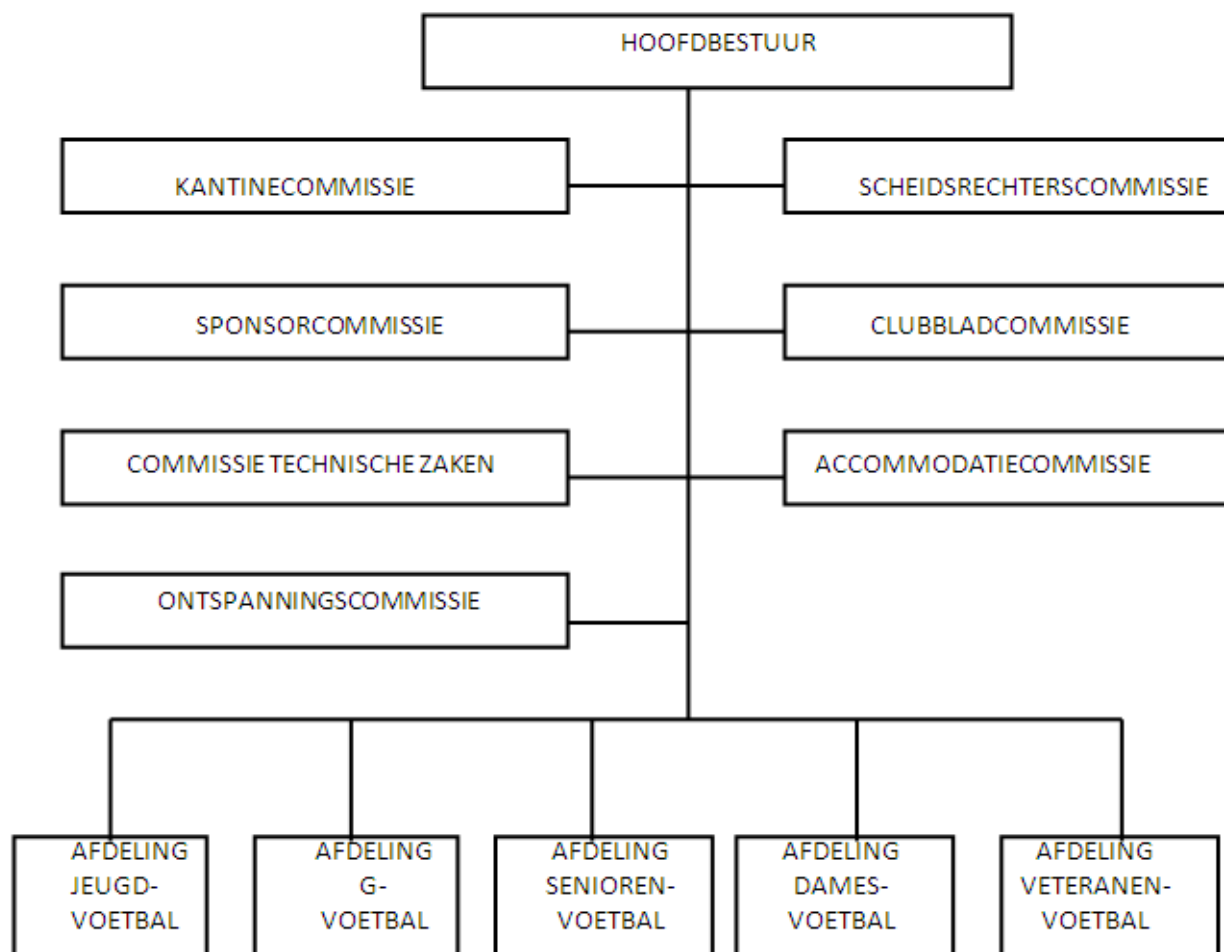 HOOFDBESTUUR
KANTINECOMMISSIE
SCHEIDSRECHTERSCOMMISSIE
SPONSORCOMMISSIE
CLUBBLADCOMMISSIE
COMMISSIE TECHNISCHE ZAKEN
ACCOMMODATIECOMMISSIE
ONTSPANNINGSCOMMISSIE
AFDELING
JEUGD-
VOETBAL
AFDELING
G-
VOETBAL
AFDELING
SENIOREN-
VOETBAL
AFDELING
DAMES-
VOETBAL
AFDELING
VETERANEN-
VOETBAL